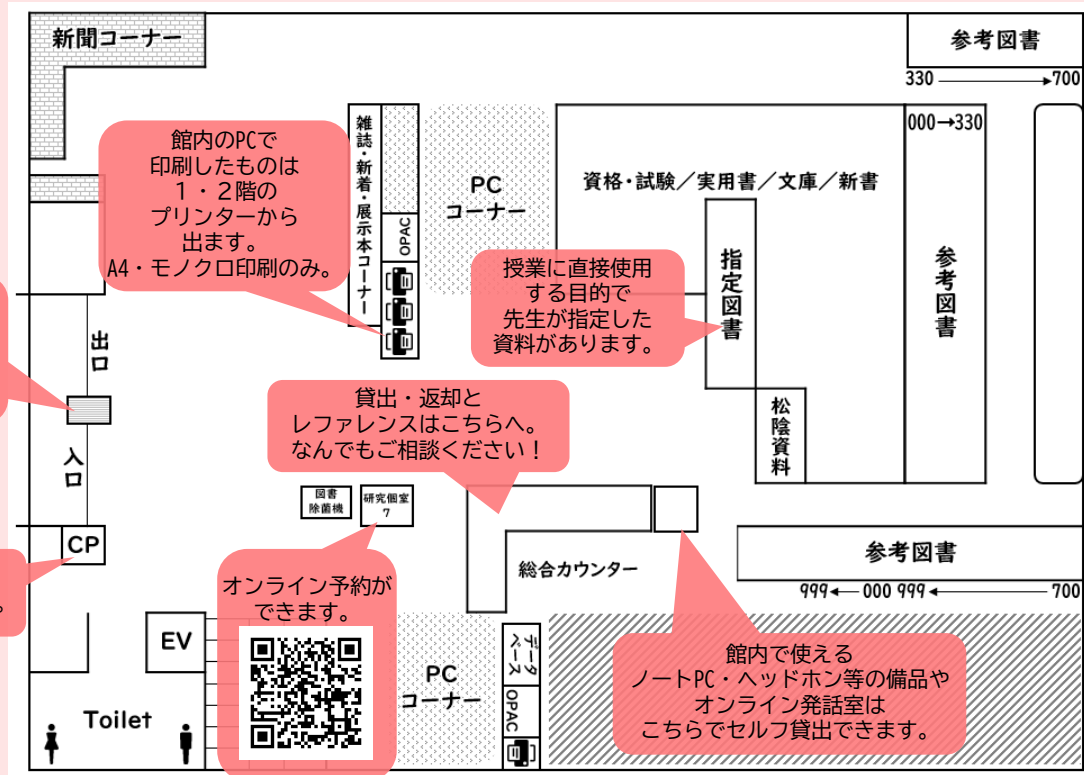 新聞コーナー
参考図書
330 → 700
000→330
館内のPCで
印刷したものは
1・2階の
プリンターから
出ます。
A4・モノクロ印刷のみ。
雑誌・新着・展示本コーナー
OPAC
PC
コーナー
資格・試験／実用書／文庫／新書
指定図書
参考図書
授業に直接使用
する目的で
先生が指定した
資料があります。
出口
貸出・返却と
レファレンスはこちらへ。
なんでもご相談ください！
松陰資料
入口
図書
除菌機
研究個室
7
CP
総合カウンター
参考図書
999← 000 999← 700
。
オンライン予約が
できます。
EV
Toilet
PC
コーナー
データベース
OPAC
館内で使える
ノートPC・ヘッドホン等の備品や
オンライン発話室は
こちらでセルフ貸出できます。